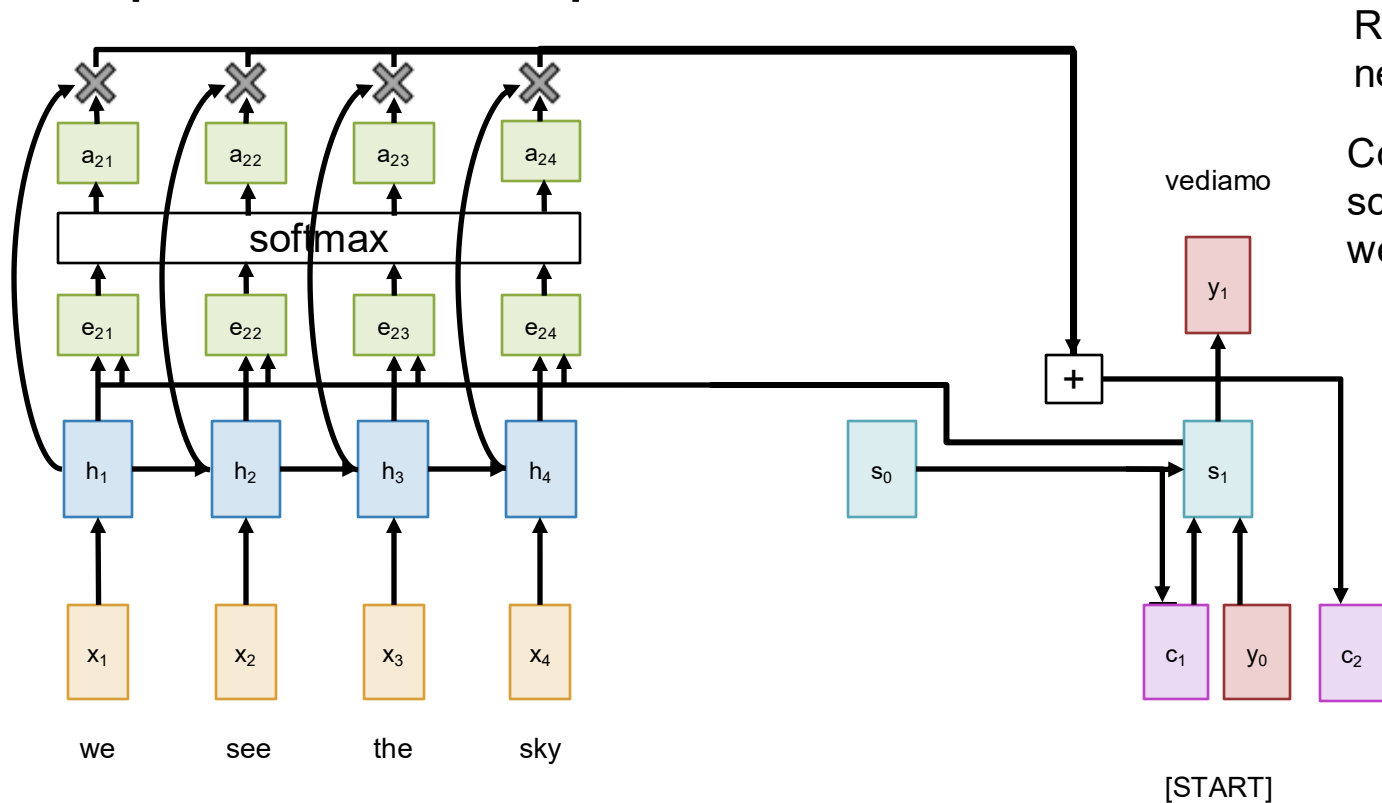 a₂₁ a₂₂ a₂₃ a₂₄
vediamo
softmax
y₁
e₂₁ e₂₂ e₂₃ e₂₄
+
h₁ h₂ h₃ h₄ s₀ s₁
x₁ x₂ x₃ x₄ c₁ y₀ c₂
we see the sky
[START]